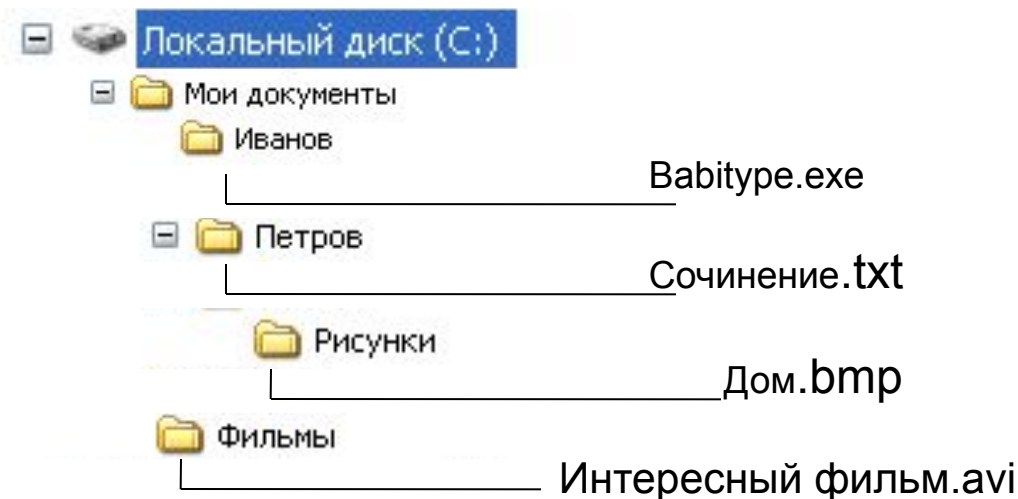 Локальный диск (C:)
Мои документы
Иванов
Babitype.exe
Петров
Сочинение.txt
Рисунки
Дом.bmp
Фильмы
Интересный фильм.avi